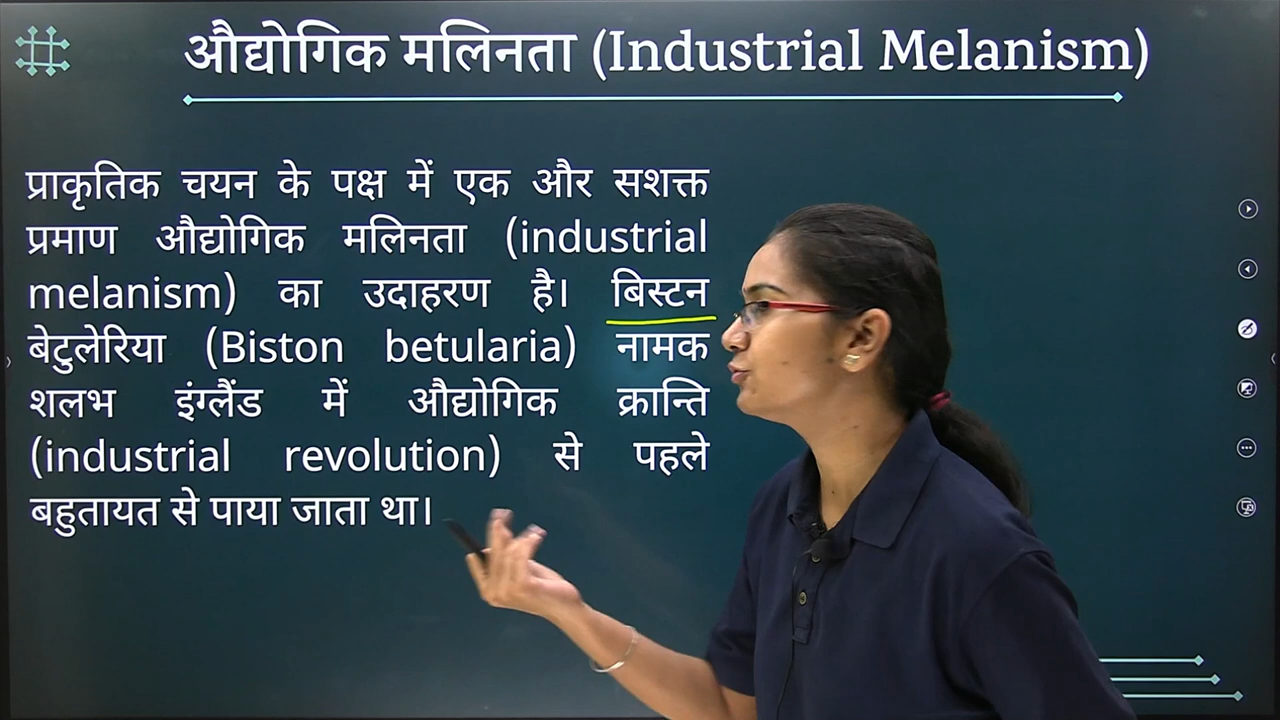 औद्योगिक मलिनता (Industrial Melanism)
प्राकृतिक चयन के पक्ष में एक और सशक्त
प्रमाण औद्योगिक मलिनता (industrial
melanism) का उदाहरण है। बिस्टन
बेटुलेरिया (Biston betularia) नामक
शलभ इंग्लैंड में औद्योगिक क्रान्ति
(industrial revolution) से पहले
बहुतायत से पाया जाता था।